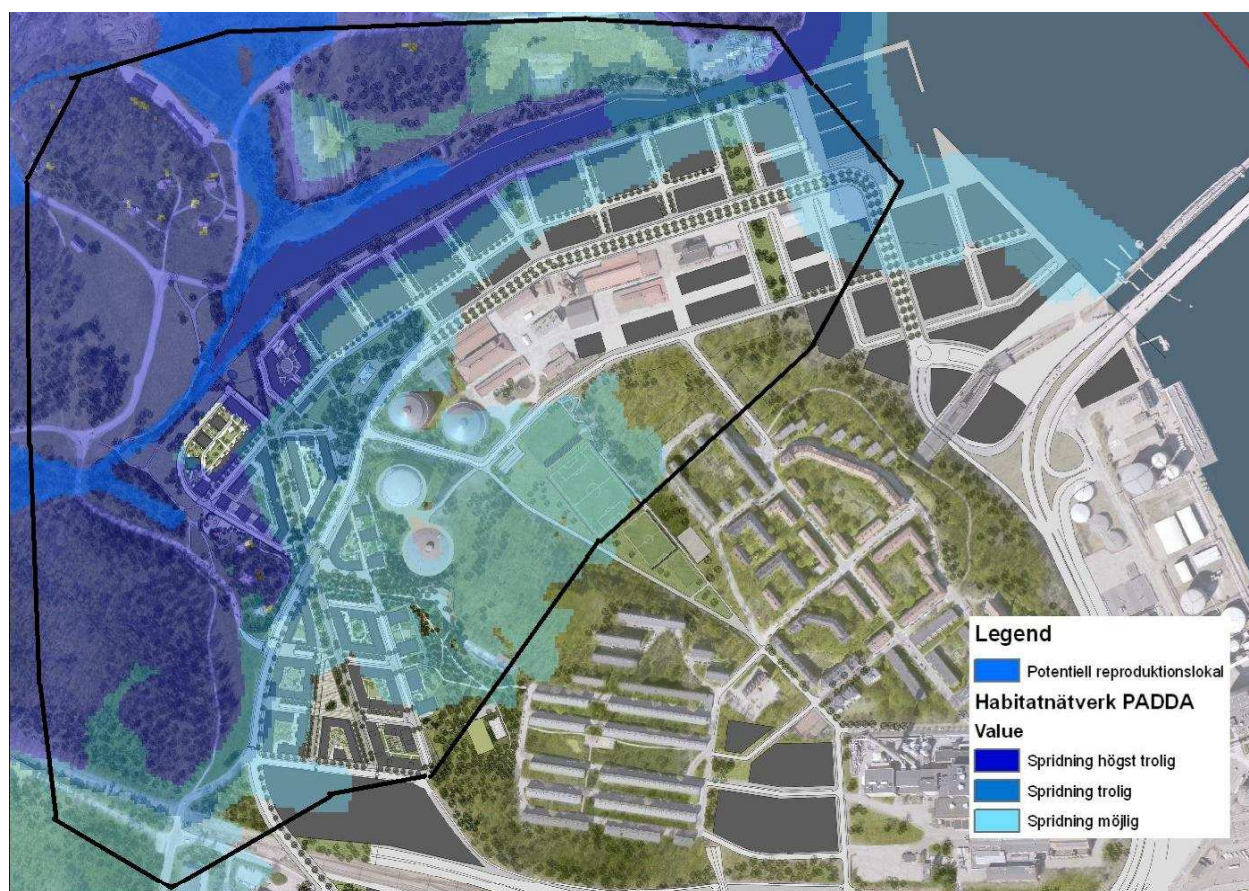 Legend
Potentiell reproduktionslokal
Habitatnätverk PADDA
Value
Spridning högst trolig
Spridning trolig
Spridning möjlig